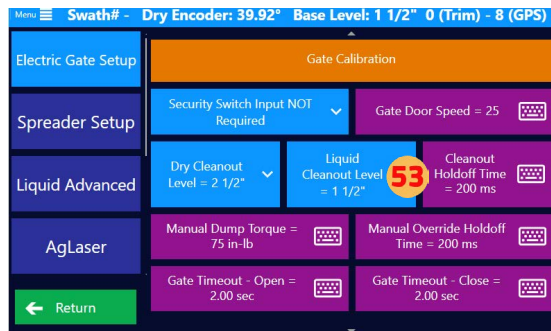 Menu Swath# - Dry Encoder: 39.92° Base Level: 1 1/2" 0 (Trim) - 8 (GPS)
Electric Gate Setup
Gate Calibration
Spreader Setup
Security Switch Input NOT
Required
Gate Door Speed = 25
Liquid Advanced
Dry Cleanout
Level = 2 1/2"
Liquid
Cleanout Level
= 1 1/2"
53
Cleanout
Holdoff Time
= 200 ms
AgLaser
Manual Dump Torque =
75 in-lb
Manual Override Holdoff
Time = 200 ms
Return
Gate Timeout - Open =
2.00 sec
Gate Timeout - Close =
2.00 sec